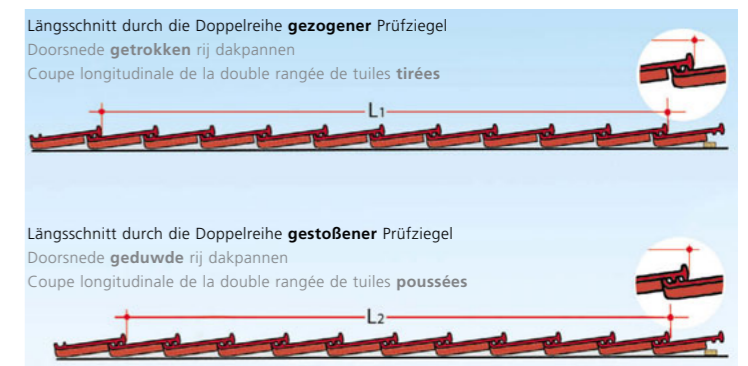 Längsschnitt durch die Doppelreihe gezogener Prüfziegel
Doorsnede getrokken rij dakpannen
Coupe longitudinale de la double rangée de tuiles tirées
L1
Längsschnitt durch die Doppelreihe gestoßener Prüfziegel
Doorsnede geduwde rij dakpannen
Coupe longitudinale de la double rangée de tuiles poussées
L2